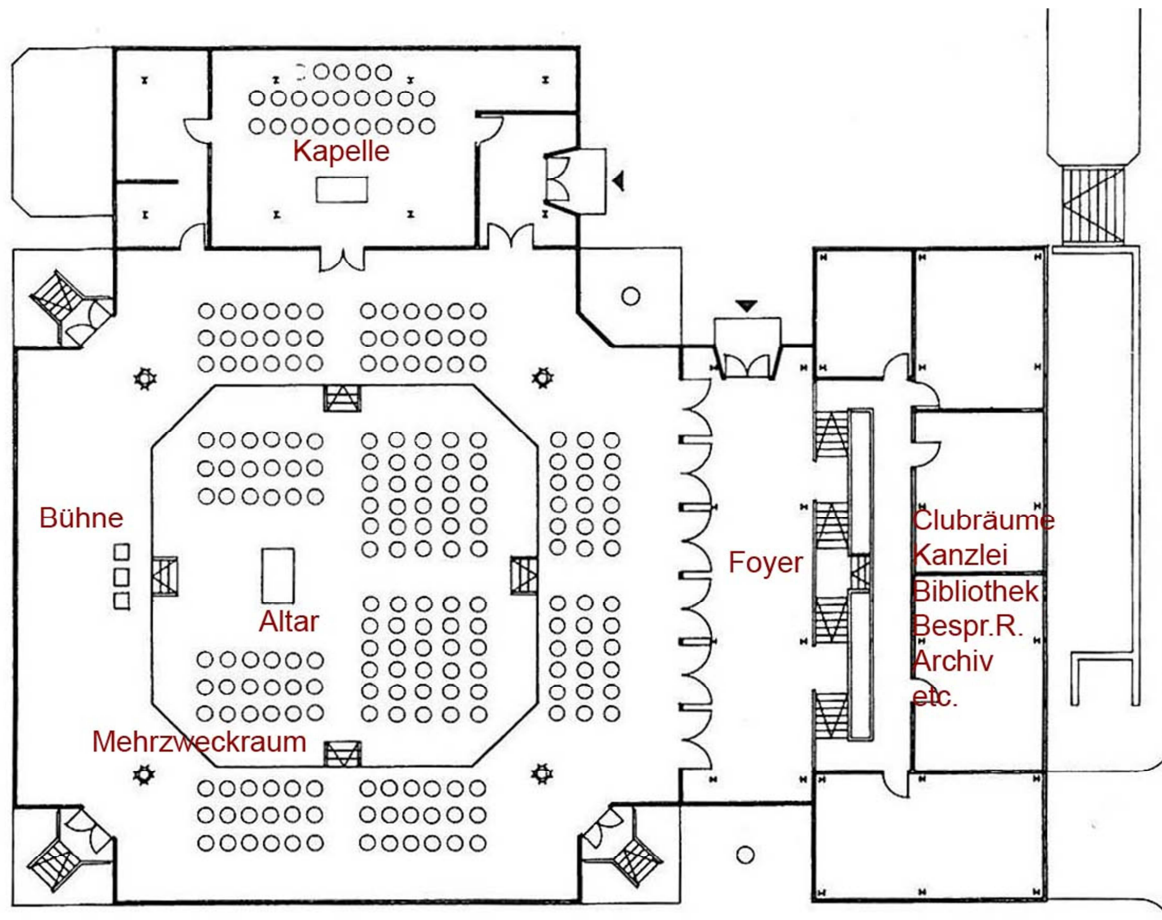 Kapelle
Bühne
Altar
Mehrzweckraum
Foyer
Clubräume
Kanzlei
Bibliothek
Bespr.R.
Archiv
etc.